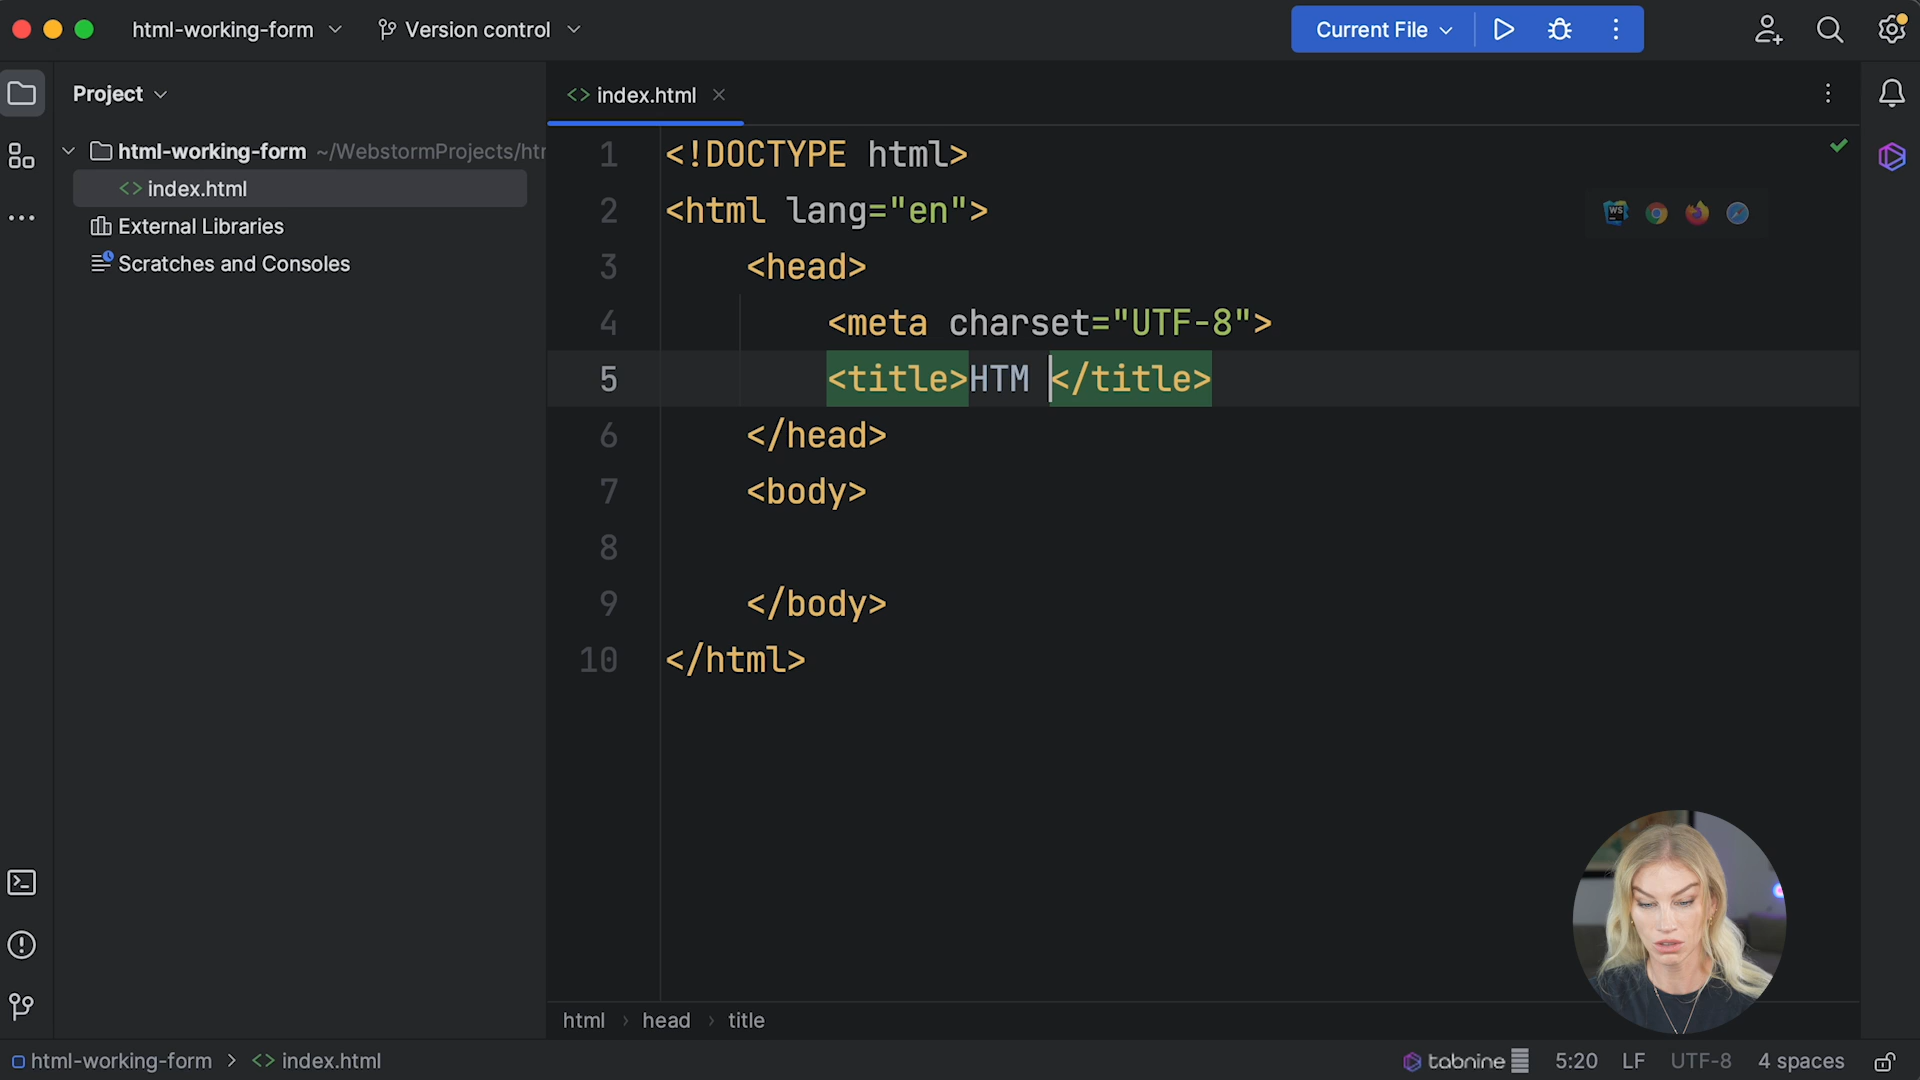 html-working-form
Version control
Current File
Project
index.html
html-working-form ~/WebstormProjects/htm
index.html
External Libraries
Scratches and Consoles
1 <!DOCTYPE html>
2 <html lang="en">
3 <head>
4 <meta charset="UTF-8">
5 <title>HTM </title>
6 </head>
7 <body>
8
9 </body>
10 </html>
WS
html › head › title
html-working-form > <> index.html
tabnine
5:20 LF UTF-8 4 spaces